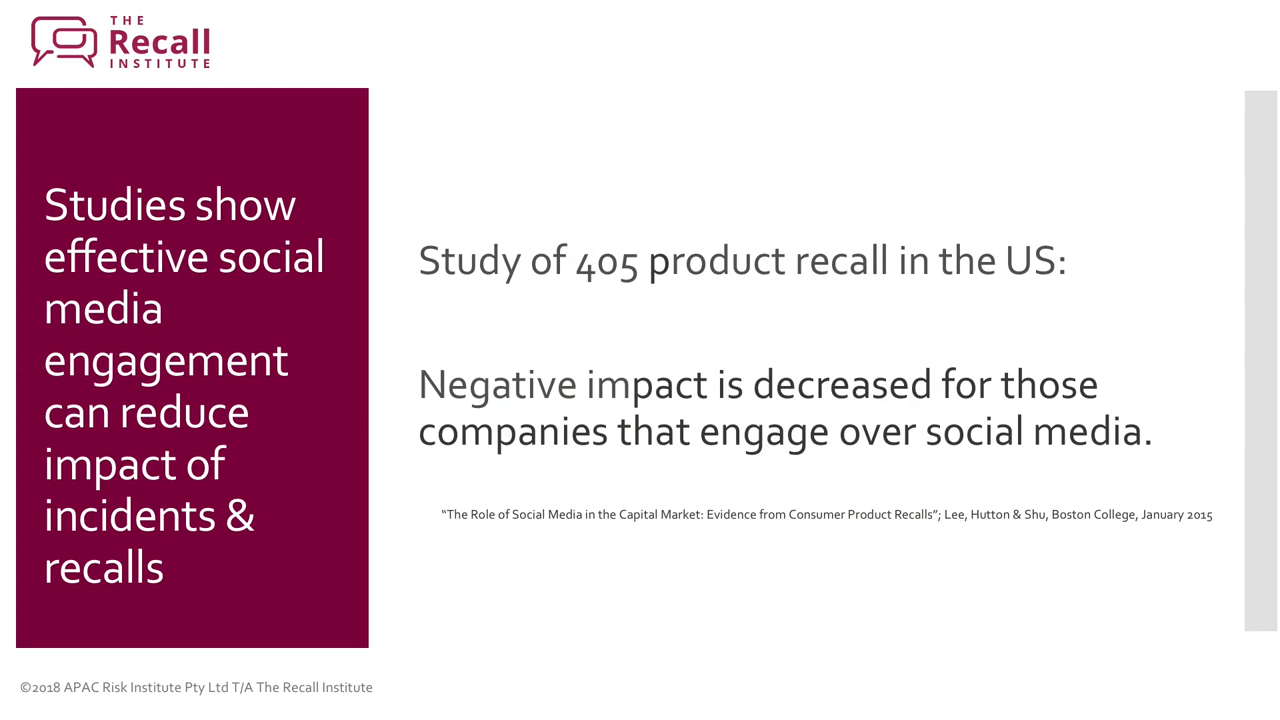 THE
Recall
INSTITUTE
Studies show
effective social
media
engagement
can reduce
impact of
incidents &
recalls
Study of 405 product recall in the US:
Negative impact is decreased for those
companies that engage over social media.
“The Role of Social Media in the Capital Market: Evidence from Consumer Product Recalls”; Lee, Hutton & Shu, Boston College, January 2015
©2018 APAC Risk Institute Pty Ltd T/A The Recall Institute